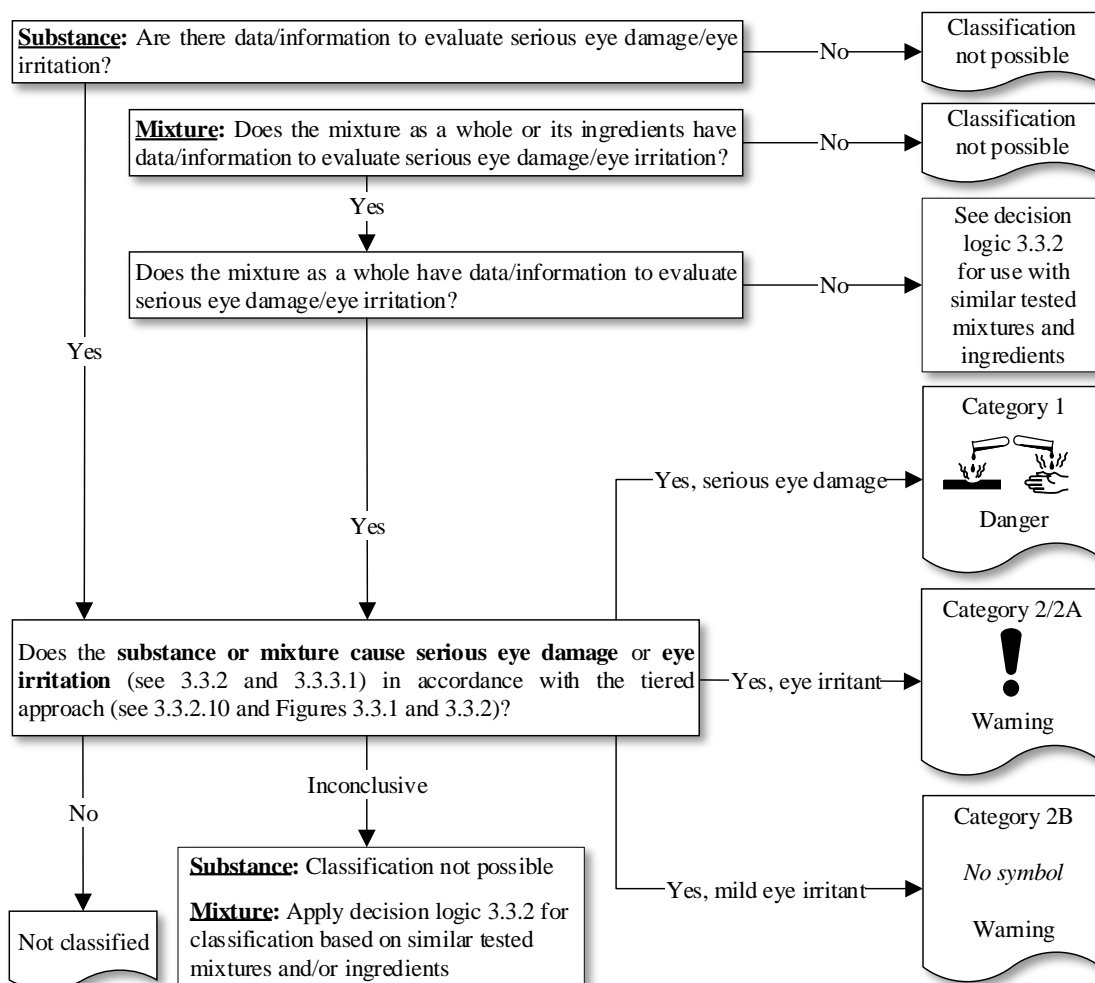 Substance: Are there data/information to evaluate serious eye damage/eye
irritation?
No
Classification
not possible
Mixture: Does the mixture as a whole or its ingredients have
data/information to evaluate serious eye damage/eye irritation?
No
Classification
not possible
Yes
Does the mixture as a whole have data/information to evaluate
serious eye damage/eye irritation?
No
See decision
logic 3.3.2
for use with
similar tested
mixtures and
ingredients
Yes
Yes
Yes, serious eye damage
Category 1
Danger
Does the substance or mixture cause serious eye damage or eye
irritation (see 3.3.2 and 3.3.3.1) in accordance with the tiered
approach (see 3.3.2.10 and Figures 3.3.1 and 3.3.2)?
Yes, eye irritant
Category 2/2A
Warning
No
Inconclusive
Yes, mild eye irritant
Category 2B
No symbol
Warning
Not classified
Substance: Classification not possible
Mixture: Apply decision logic 3.3.2 for
classification based on similar tested
mixtures and/or ingredients